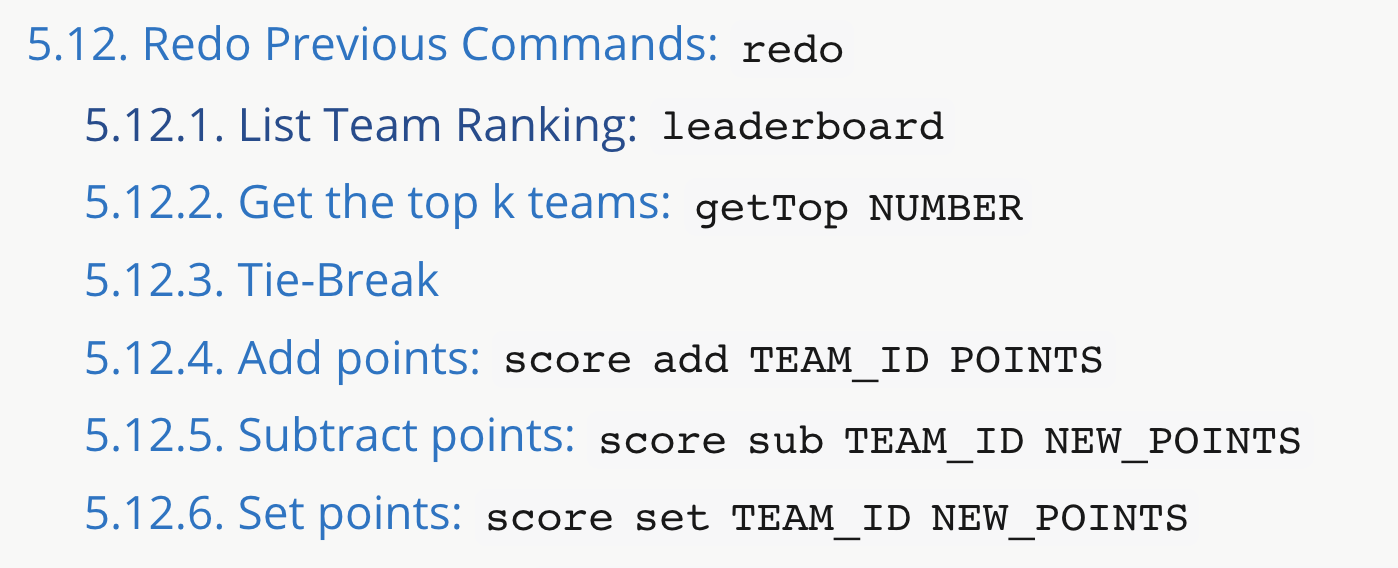 5.12. Redo Previous Commands: redo
5.12.1. List Team Ranking: leaderboard
5.12.2. Get the top k teams: getTop NUMBER
5.12.3. Tie-Break
5.12.4. Add points: score add TEAM_ID POINTS
5.12.5. Subtract points: score sub TEAM_ID NEW_POINTS
5.12.6. Set points: score set TEAM_ID NEW_POINTS